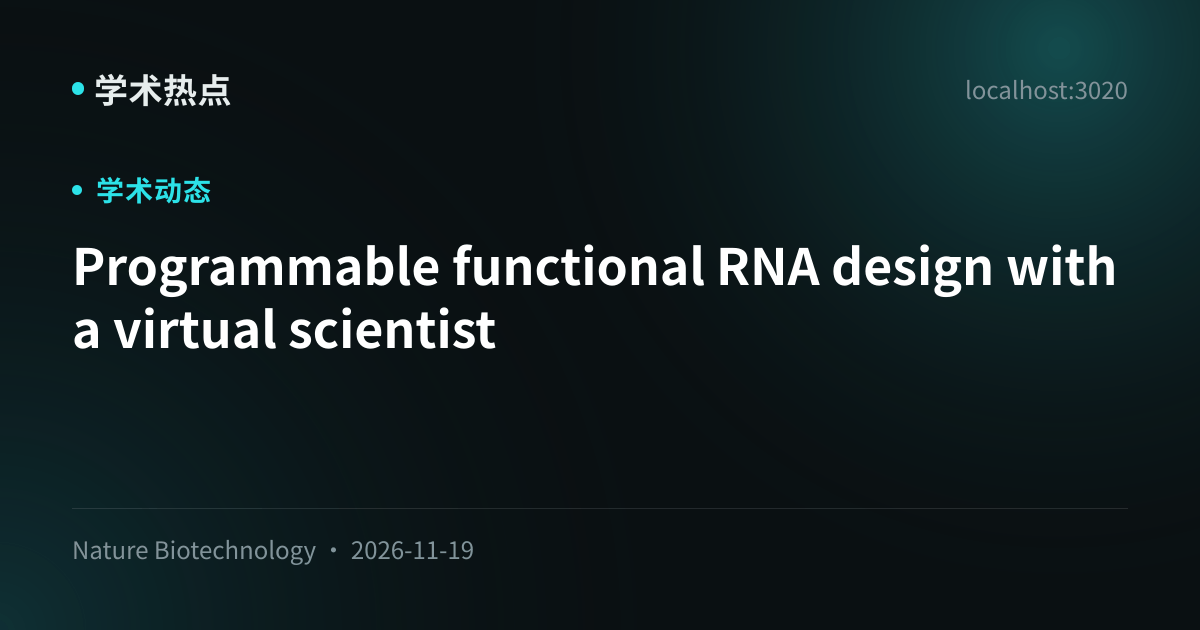 学术热点
localhost:3020
学术动态
Programmable functional RNA design with
a virtual scientist
Nature Biotechnology • 2026-11-19